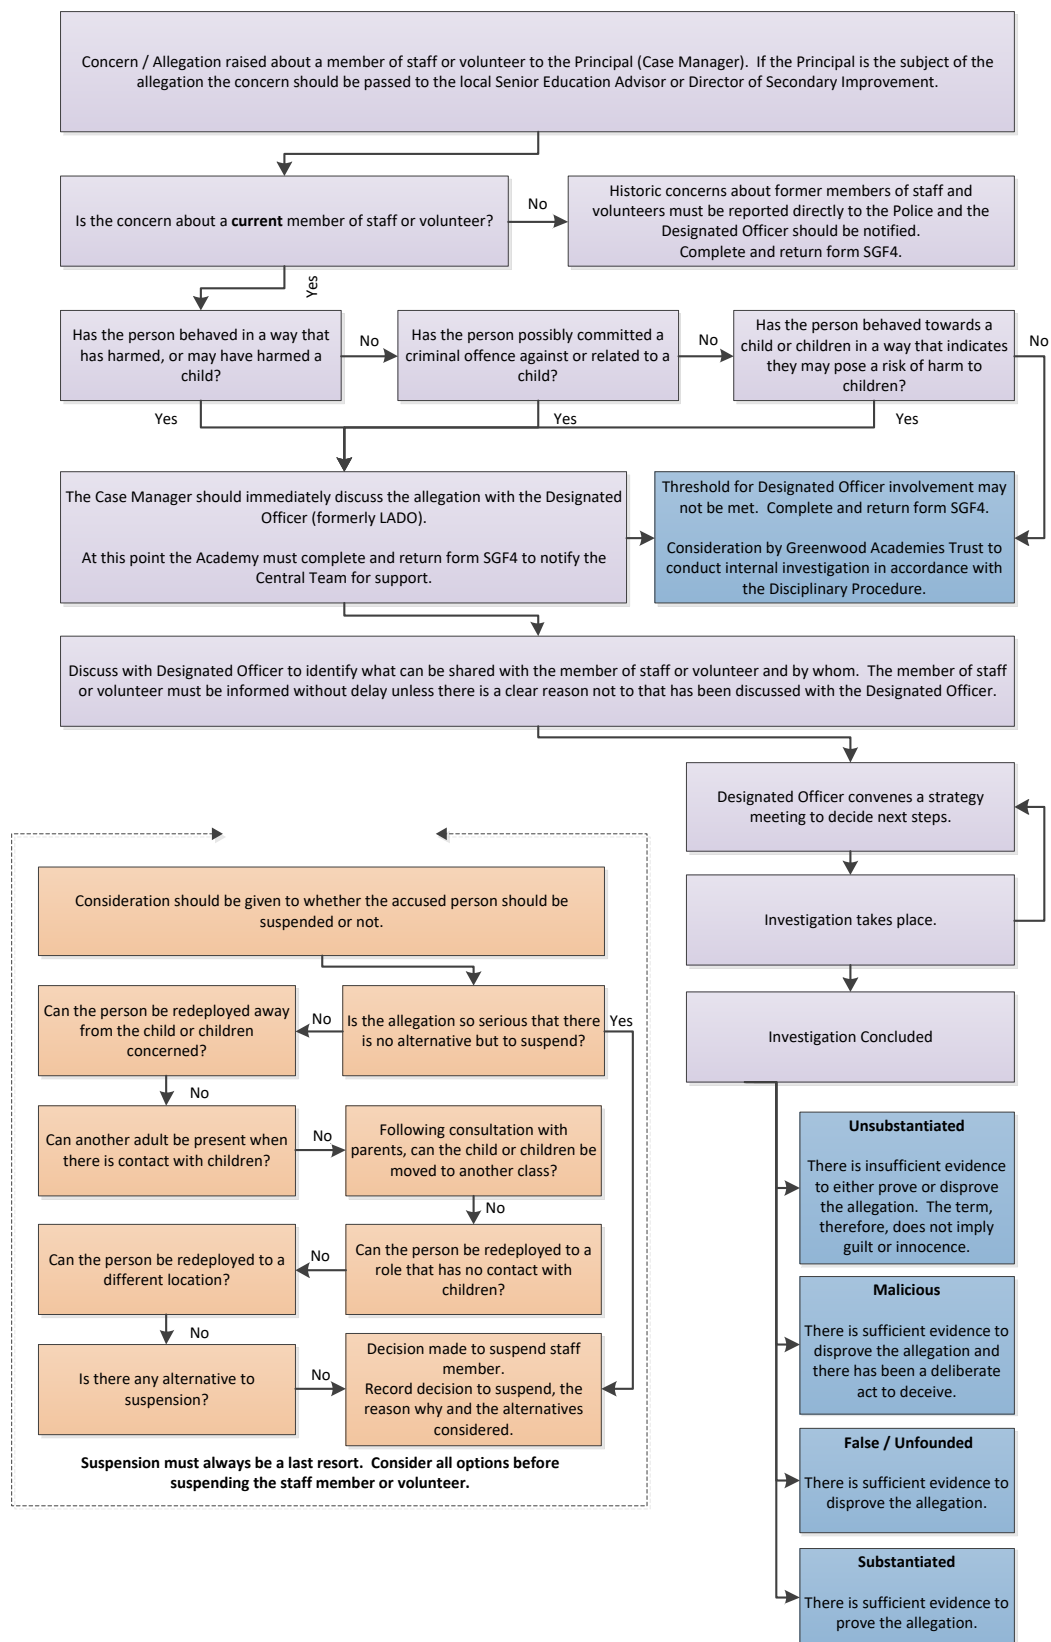 Concern / Allegation raised about a member of staff or volunteer to the Principal (Case Manager).  If the Principal is the subject of the
allegation the concern should be passed to the local Senior Education Advisor or Director of Secondary Improvement.
Is the concern about a current member of staff or volunteer?
No
Historic concerns about former members of staff and
volunteers must be reported directly to the Police and the
Designated Officer should be notified.
Complete and return form SGF4.
Yes
Has the person behaved in a way that
has harmed, or may have harmed a
child?
No
Has the person possibly committed a
criminal offence against or related to a
child?
No
Has the person behaved towards a
child or children in a way that indicates
they may pose a risk of harm to
children?
No
Yes
Yes
Yes
The Case Manager should immediately discuss the allegation with the Designated
Officer (formerly LADO).
At this point the Academy must complete and return form SGF4 to notify the
Central Team for support.
Threshold for Designated Officer involvement may
not be met.  Complete and return form SGF4.
Consideration by Greenwood Academies Trust to
conduct internal investigation in accordance with
the Disciplinary Procedure.
Discuss with Designated Officer to identify what can be shared with the member of staff or volunteer and by whom.  The member of staff
or volunteer must be informed without delay unless there is a clear reason not to that has been discussed with the Designated Officer.
Designated Officer convenes a strategy
meeting to decide next steps.
Investigation takes place.
Investigation Concluded
Consideration should be given to whether the accused person should be
suspended or not.
Is the allegation so serious that there
is no alternative but to suspend?
Yes
No
Can the person be redeployed away
from the child or children
concerned?
No
Can another adult be present when
there is contact with children?
No
Following consultation with
parents, can the child or children be
moved to another class?
No
Can the person be redeployed to a
role that has no contact with
children?
No
Can the person be redeployed to a
different location?
No
Is there any alternative to
suspension?
No
Decision made to suspend staff
member.
Record decision to suspend, the
reason why and the alternatives
considered.
Suspension must always be a last resort.  Consider all options before
suspending the staff member or volunteer.
Unsubstantiated
There is insufficient evidence
to either prove or disprove
the allegation.  The term,
therefore, does not imply
guilt or innocence.
Malicious
There is sufficient evidence to
disprove the allegation and
there has been a deliberate
act to deceive.
False / Unfounded
There is sufficient evidence to
disprove the allegation.
Substantiated
There is sufficient evidence to
prove the allegation.